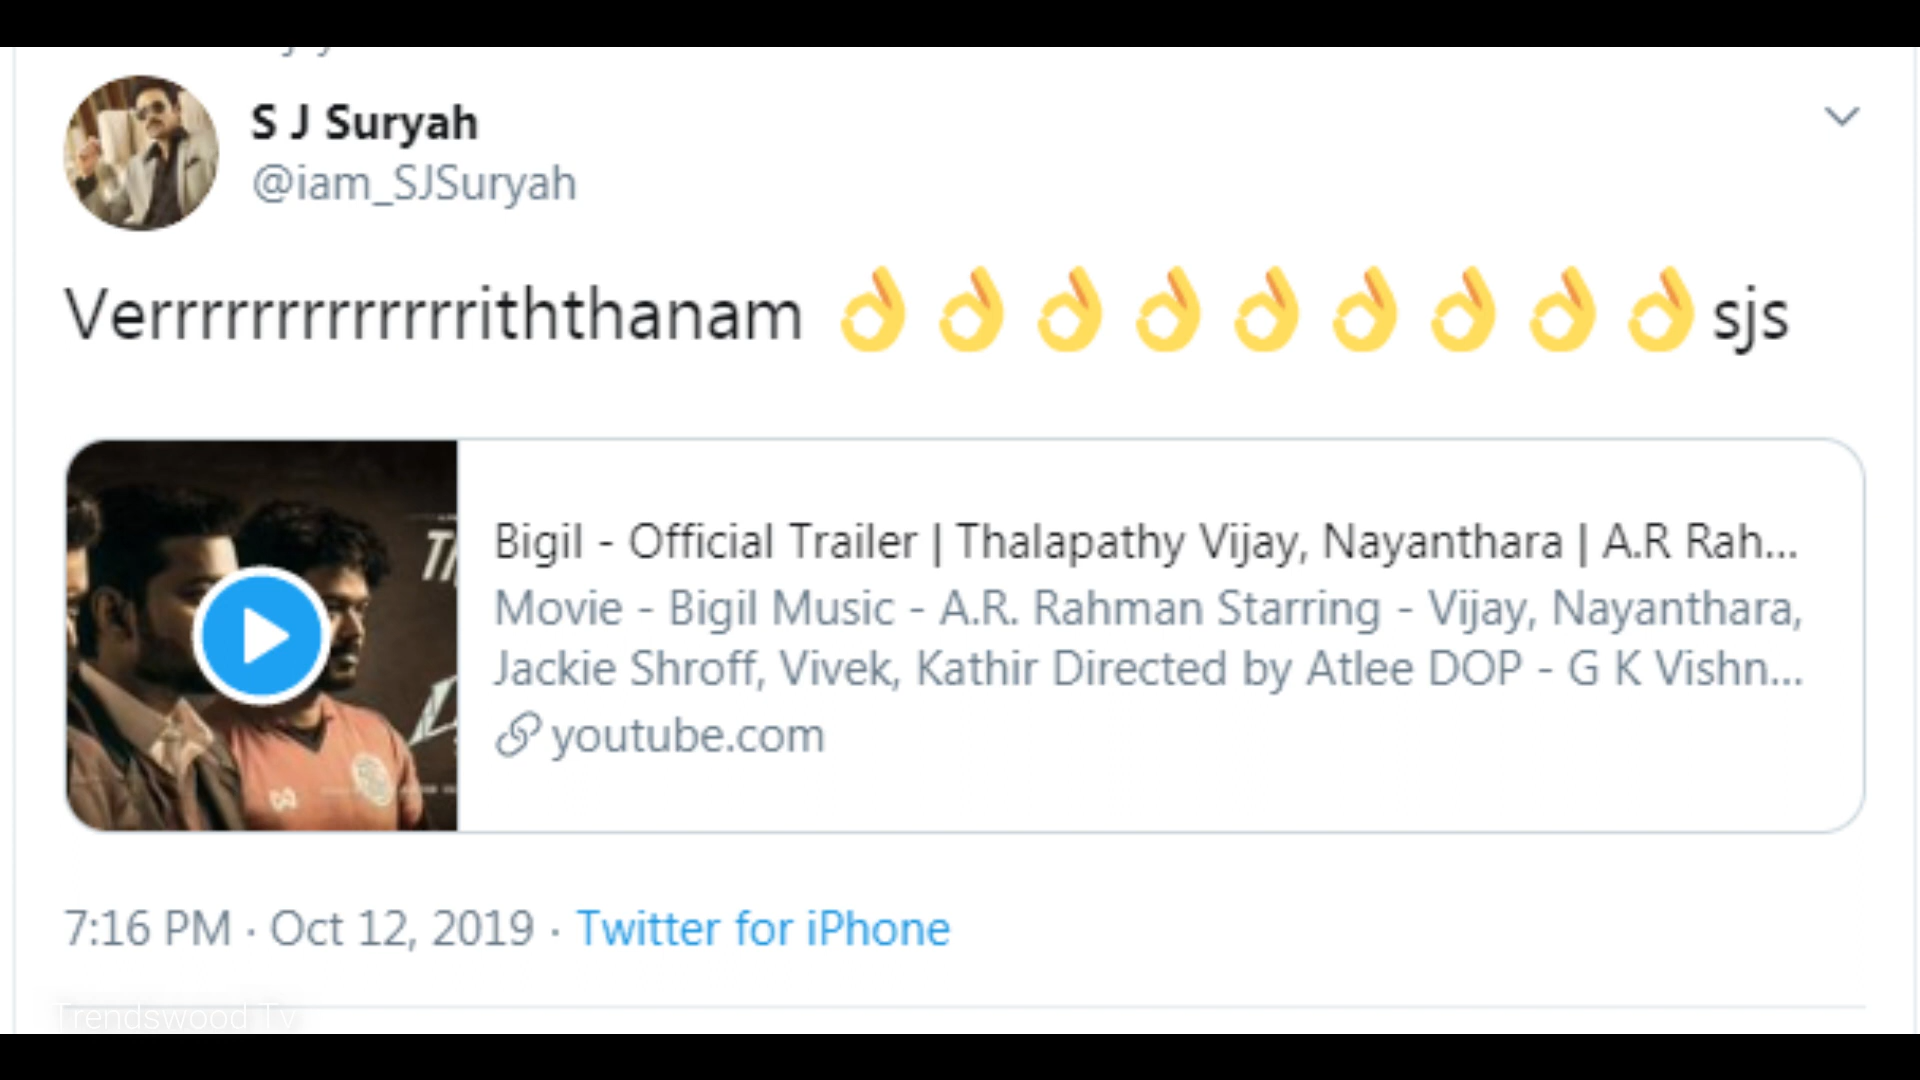 S J Suryah
@iam_SJSuryah
Verrrrrrrrrrrrriththanam 👌👌👌👌👌👌👌👌👌sjs
Bigil - Official Trailer | Thalapathy Vijay, Nayanthara | A.R Rah...
Movie - Bigil Music - A.R. Rahman Starring - Vijay, Nayanthara,
Jackie Shroff, Vivek, Kathir Directed by Atlee DOP - G K Vishn...
youtube.com
7:16 PM · Oct 12, 2019 · Twitter for iPhone
Trendswood Tv